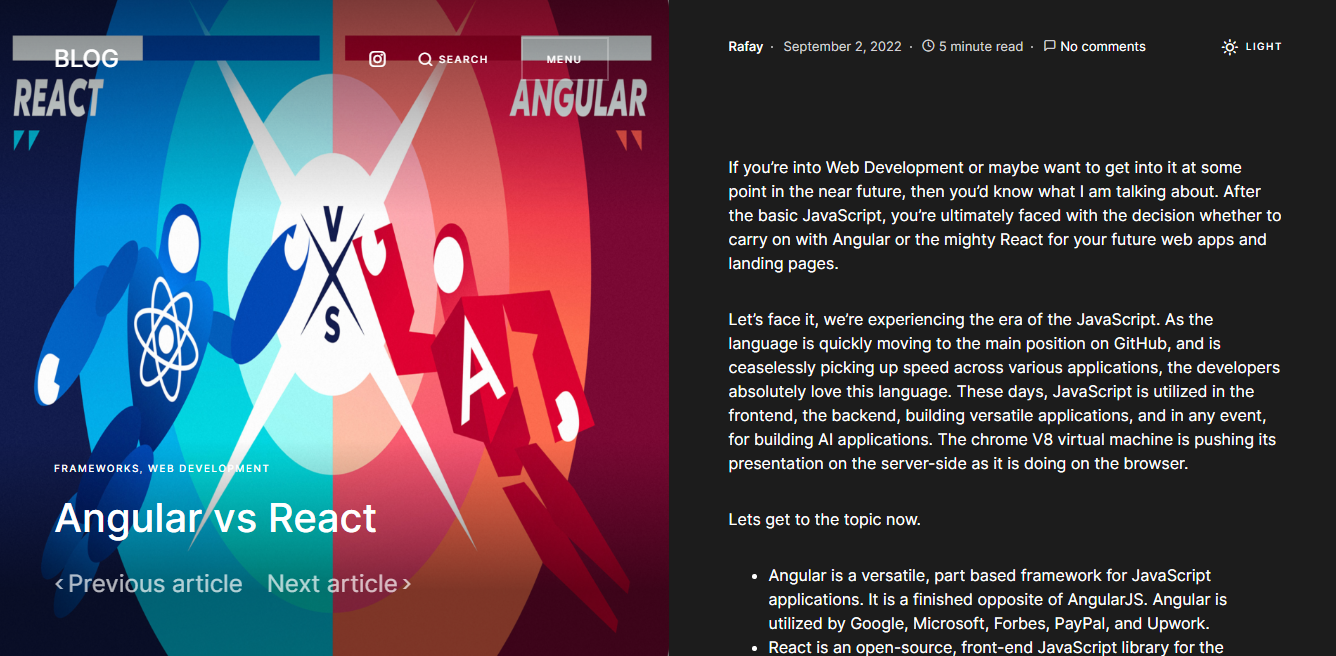 BLOG
SEARCH
MENU
REACT
ANGULAR
V
S
A
FRAMEWORKS, WEB DEVELOPMENT
Angular vs React
‹ Previous article Next article ›
Rafay · September 2, 2022 · 5 minute read · No comments
LIGHT
If you’re into Web Development or maybe want to get into it at some
point in the near future, then you’d know what I am talking about. After
the basic JavaScript, you’re ultimately faced with the decision whether to
carry on with Angular or the mighty React for your future web apps and
landing pages.
Let’s face it, we’re experiencing the era of the JavaScript. As the
language is quickly moving to the main position on GitHub, and is
ceaselessly picking up speed across various applications, the developers
absolutely love this language. These days, JavaScript is utilized in the
frontend, the backend, building versatile applications, and in any event,
for building AI applications. The chrome V8 virtual machine is pushing its
presentation on the server-side as it is doing on the browser.
Lets get to the topic now.
• Angular is a versatile, part based framework for JavaScript
applications. It is a finished opposite of AngularJS. Angular is
utilized by Google, Microsoft, Forbes, PayPal, and Upwork.
• React is an open-source, front-end JavaScript library for the